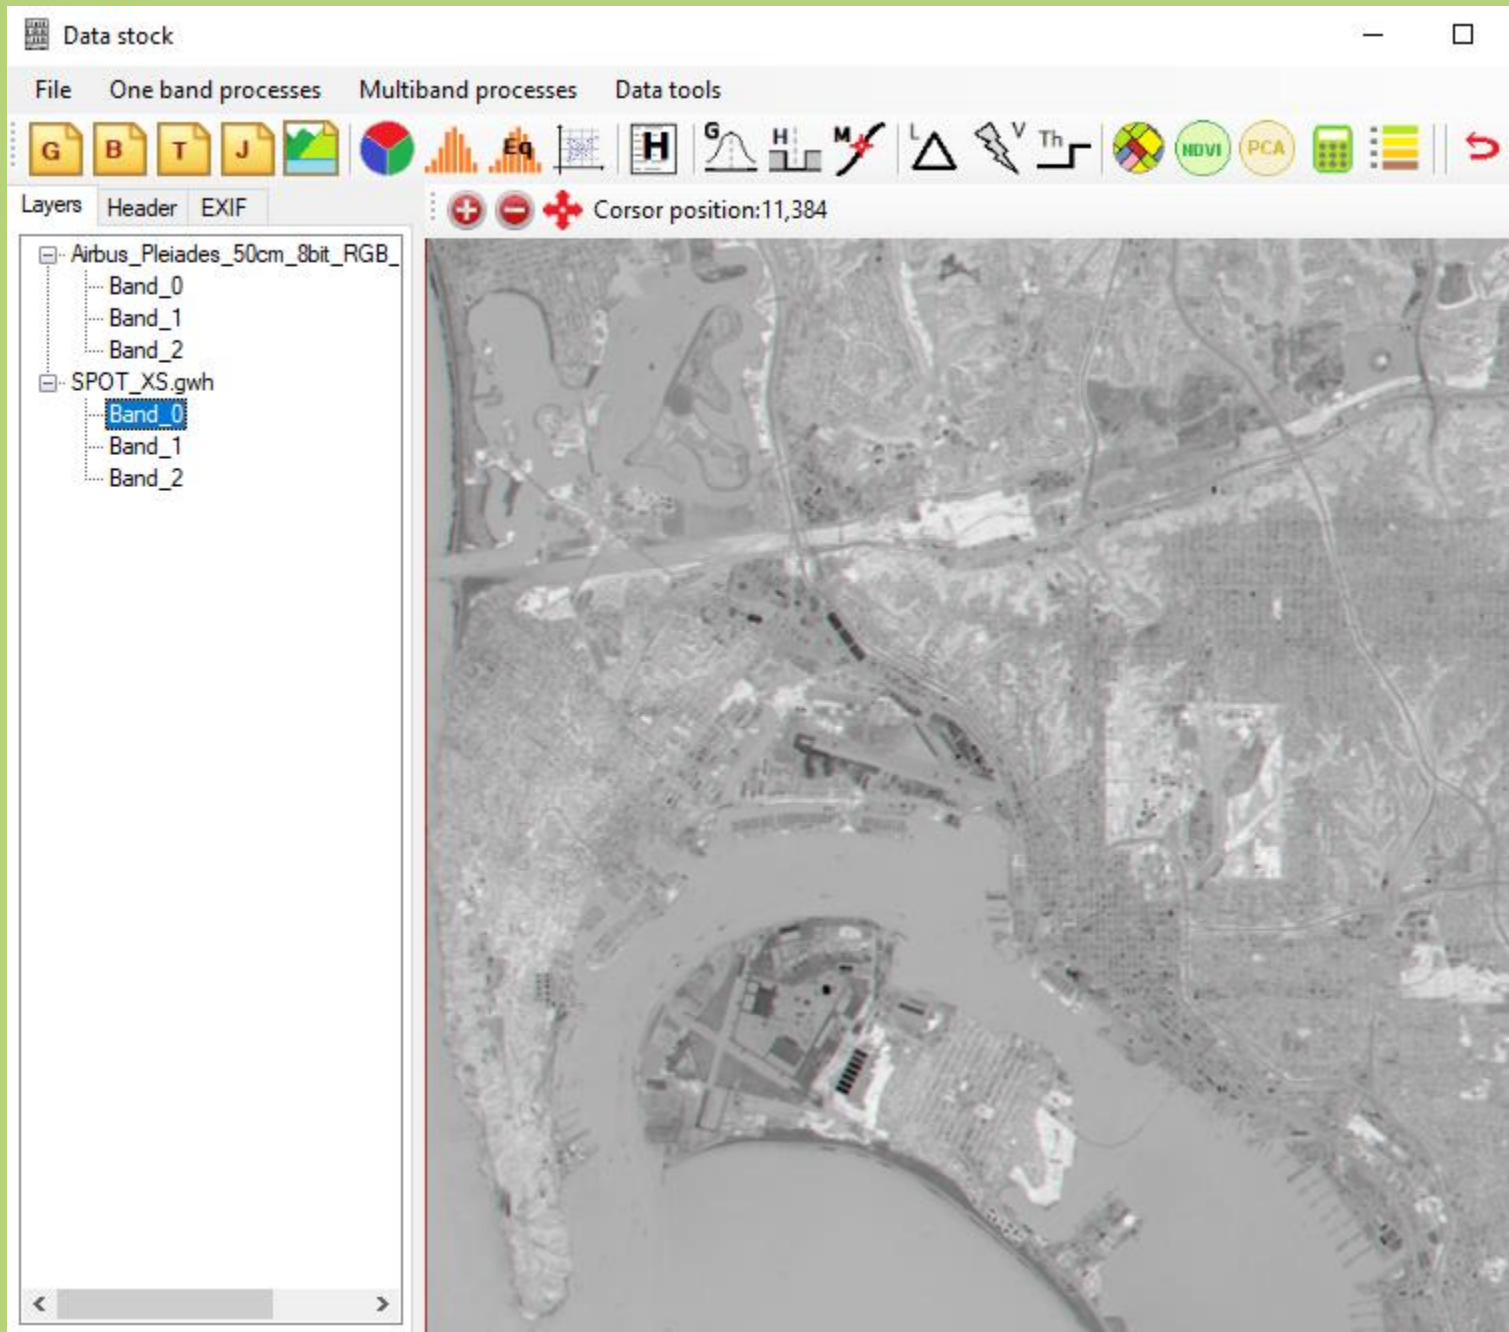 Data stock
File One band processes Multiband processes Data tools
G B T J Eq H G H M L V Th NDVI PCA
Layers Header EXIF Corsor position:11,384
Airbus_Pleiades_50cm_8bit_RGB_
Band_0
Band_1
Band_2
SPOT_XS.gwh
Band_0
Band_1
Band_2